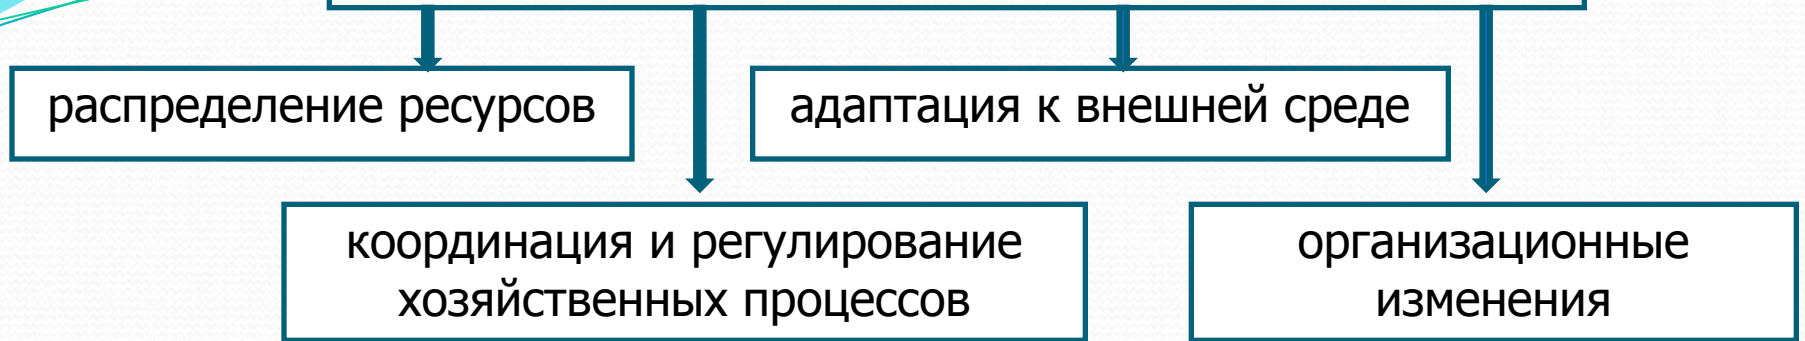 распределение ресурсов
адаптация к внешней среде
координация и регулирование
хозяйственных процессов
организационные
изменения